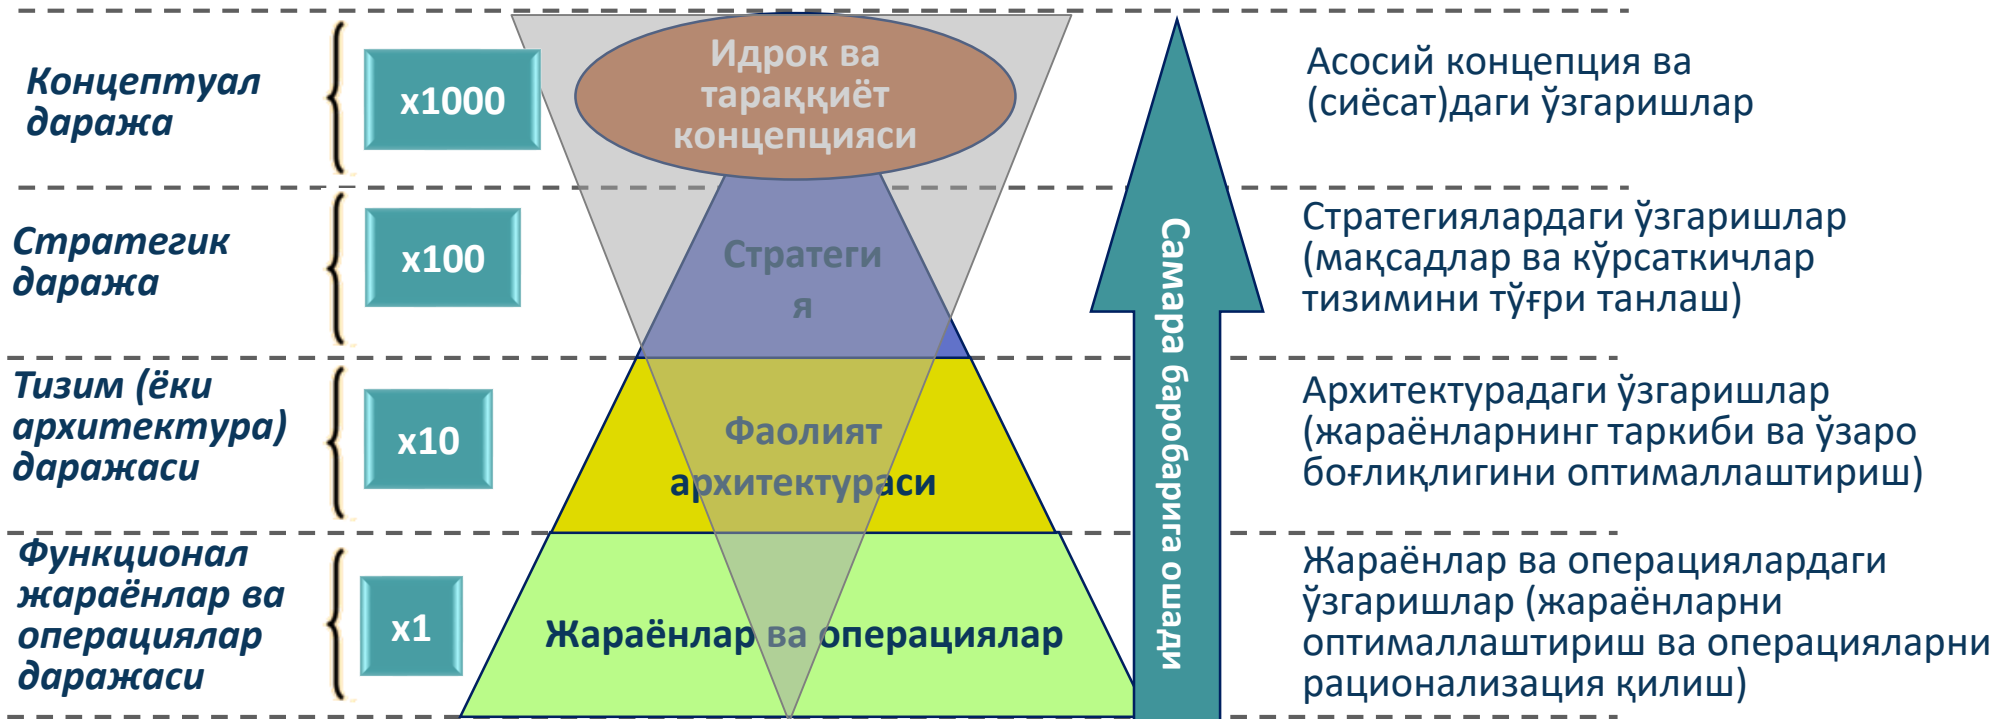 Концептуал
даража
x1000
Идрок ва
тараққиёт
концепцияси
Асосий концепция ва
(сиёсат)даги ўзгаришлар
Стратегик
даража
x100
Стратеги
я
Стратегиялардаги ўзгаришлар
(мақсадлар ва кўрсаткичлар
тизимини тўғри танлаш)
Тизим (ёки
архитектура)
даражаси
x10
Фаолият
архитектураси
Архитектурадаги ўзгаришлар
(жараёнларнинг таркиби ва ўзаро
боғлиқлигини оптималлаштириш)
Функционал
жараёнлар ва
операциялар
даражаси
x1
Жараёнлар ва операциялар
Жараёнлар ва операциялардаги
ўзгаришлар (жараёнларни
оптималлаштириш ва операцияларни
рационализация қилиш)
Самара баробарига ошади